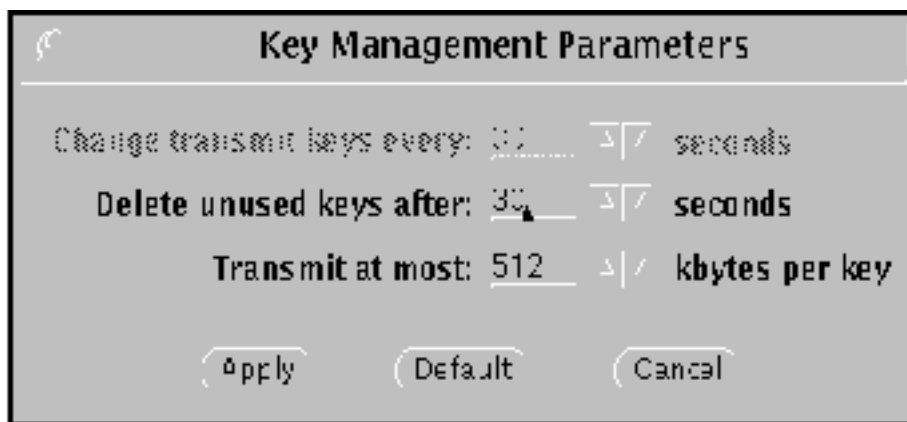 Key Management Parameters
Change transmit keys every: seconds
Delete unused keys after: 30 seconds
Transmit at most: 512 kbytes per key
Apply Default Cancel